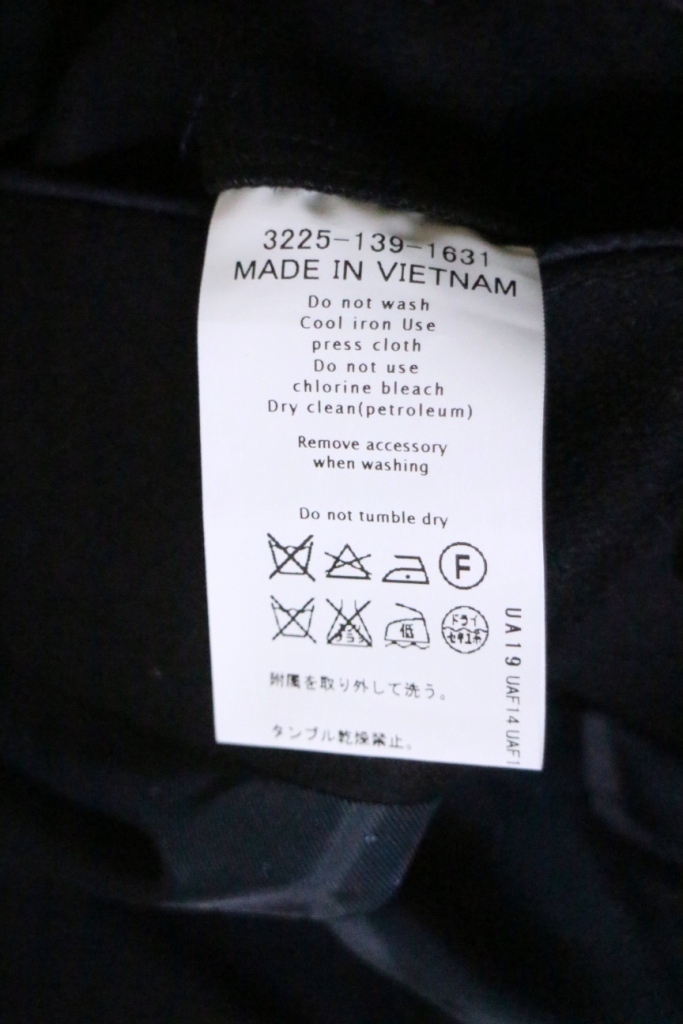 3225-139-1631
MADE IN VIETNAM
Do not wash
Cool iron Use
press cloth
Do not use
chlorine bleach
Dry clean(petroleum)
Remove accessory
when washing
Do not tumble dry
F
低
ドライ
セキユ系
附属を取り外して洗う。
タンブル乾燥禁止。
UA19 UAF14 UAF1